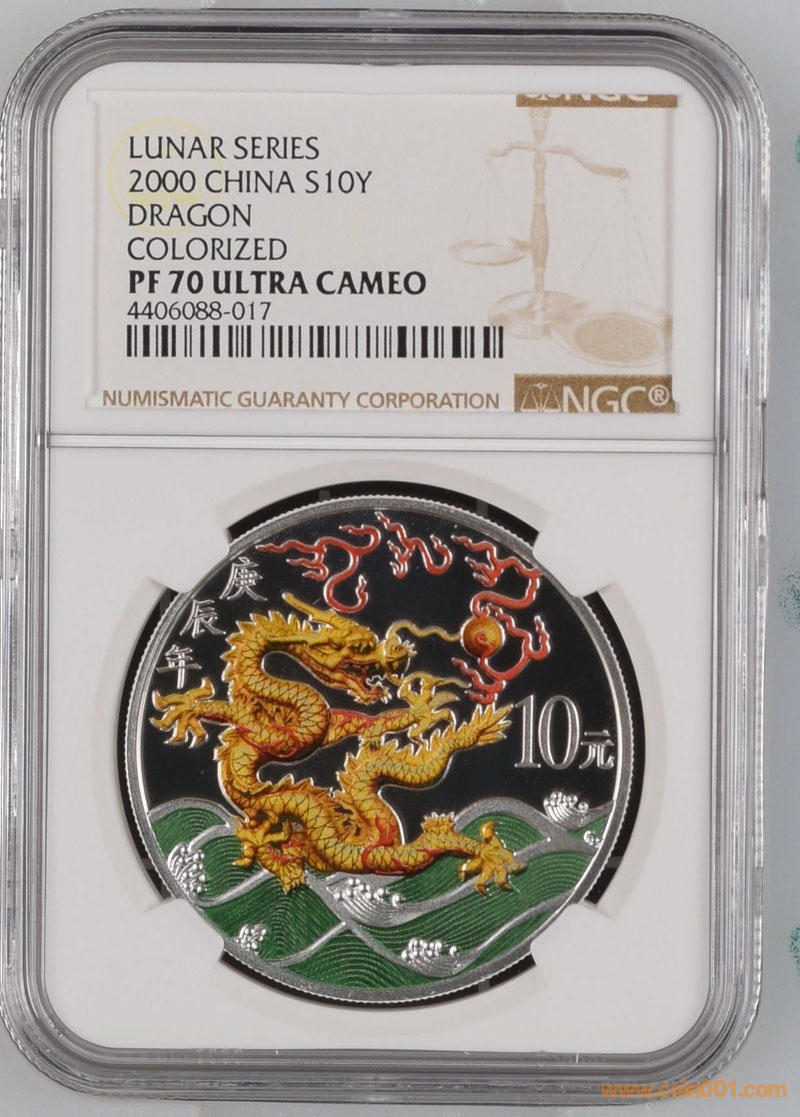 NGC
LUNAR SERIES
2000 CHINA S10Y
DRAGON
COLORIZED
PF 70 ULTRA CAMEO
4406088-017
NUMISMATIC GUARANTY CORPORATION
NGC®
庚辰年
10元
www.coin001.com